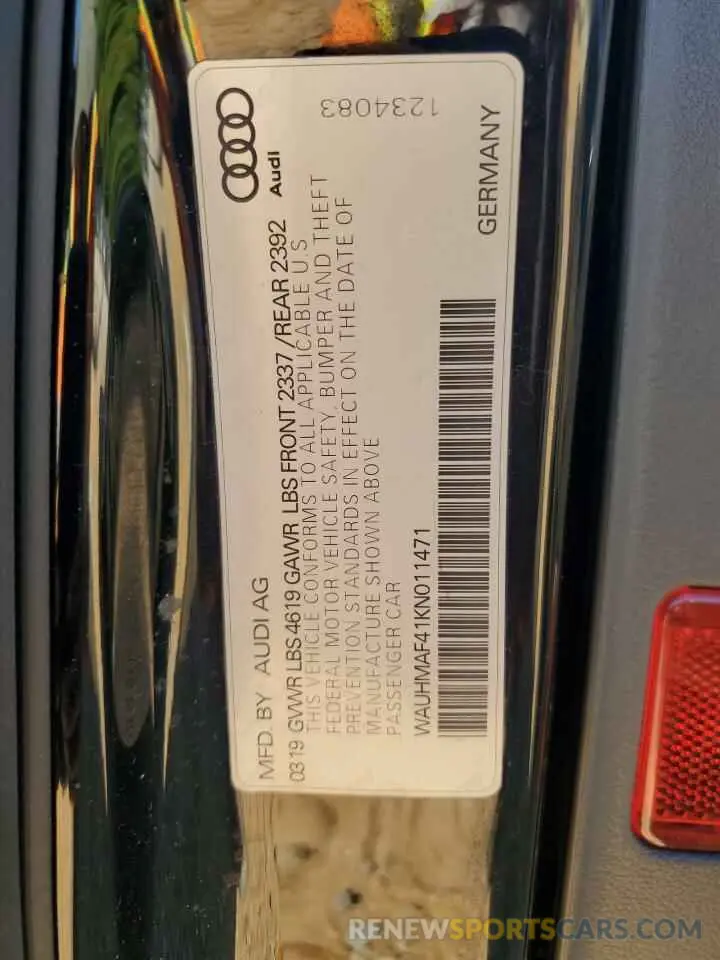 Audi
1234083
MFD. BY AUDI AG
0319 GVWR LBS 4619 GAWR LBS FRONT 2337 /REAR 2392
THIS VEHICLE CONFORMS TO ALL APPLICABLE U.S
FEDERAL MOTOR VEHICLE SAFETY, BUMPER AND THEFT
PREVENTION STANDARDS IN EFFECT ON THE DATE OF
MANUFACTURE SHOWN ABOVE
PASSENGER CAR
WAUHMAF41KN011471
GERMANY
RENEWSPORTSCARS.COM